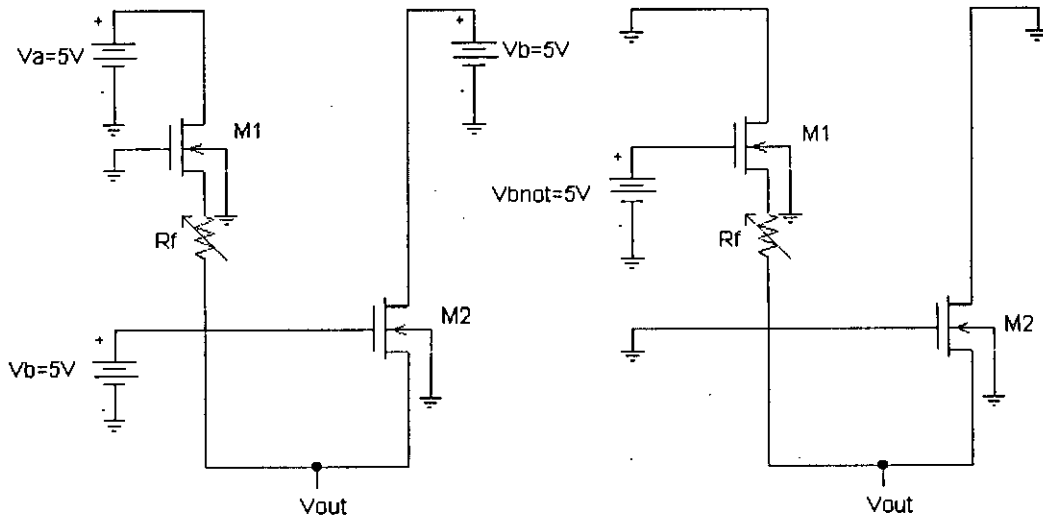 +
Va=5V
M1
Rf
+
Vb=5V
M2
+
Vb=5V
Vout
M1
+
Vbnot=5V
Rf
M2
Vout